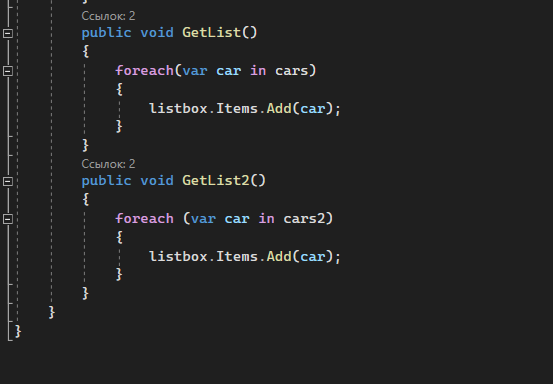 }
Ссылок: 2
public void GetList()
{
foreach(var car in cars)
{
listbox.Items.Add(car);
}
}
Ссылок: 2
public void GetList2()
{
foreach (var car in cars2)
{
listbox.Items.Add(car);
}
}
}
}